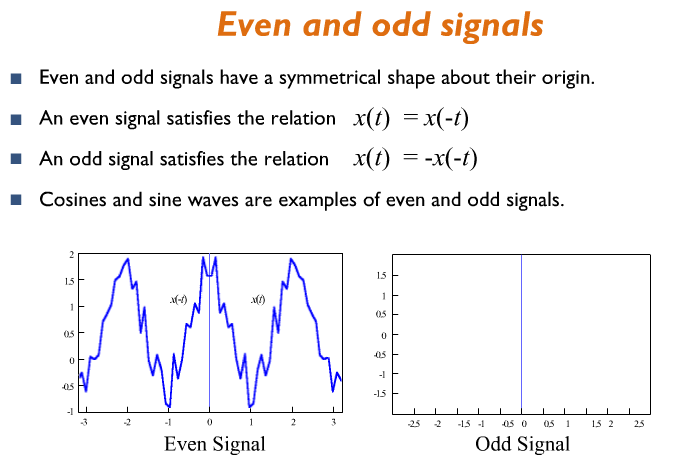 Even and odd signals
Even and odd signals have a symmetrical shape about their origin.
An even signal satisfies the relation x(t) = x(-t)
An odd signal satisfies the relation x(t) = -x(-t)
Cosines and sine waves are examples of even and odd signals.
2
1.5
1
0.5
0
-0.5
-1
x(-t) x(t)
-3 -2 -1 0 1 2 3
Even Signal
1.5
1
0.5
0
-0.5
-1
-1.5
-2.5 -2 -1.5 -1 -0.5 0 0.5 1 1.5 2 2.5
Odd Signal